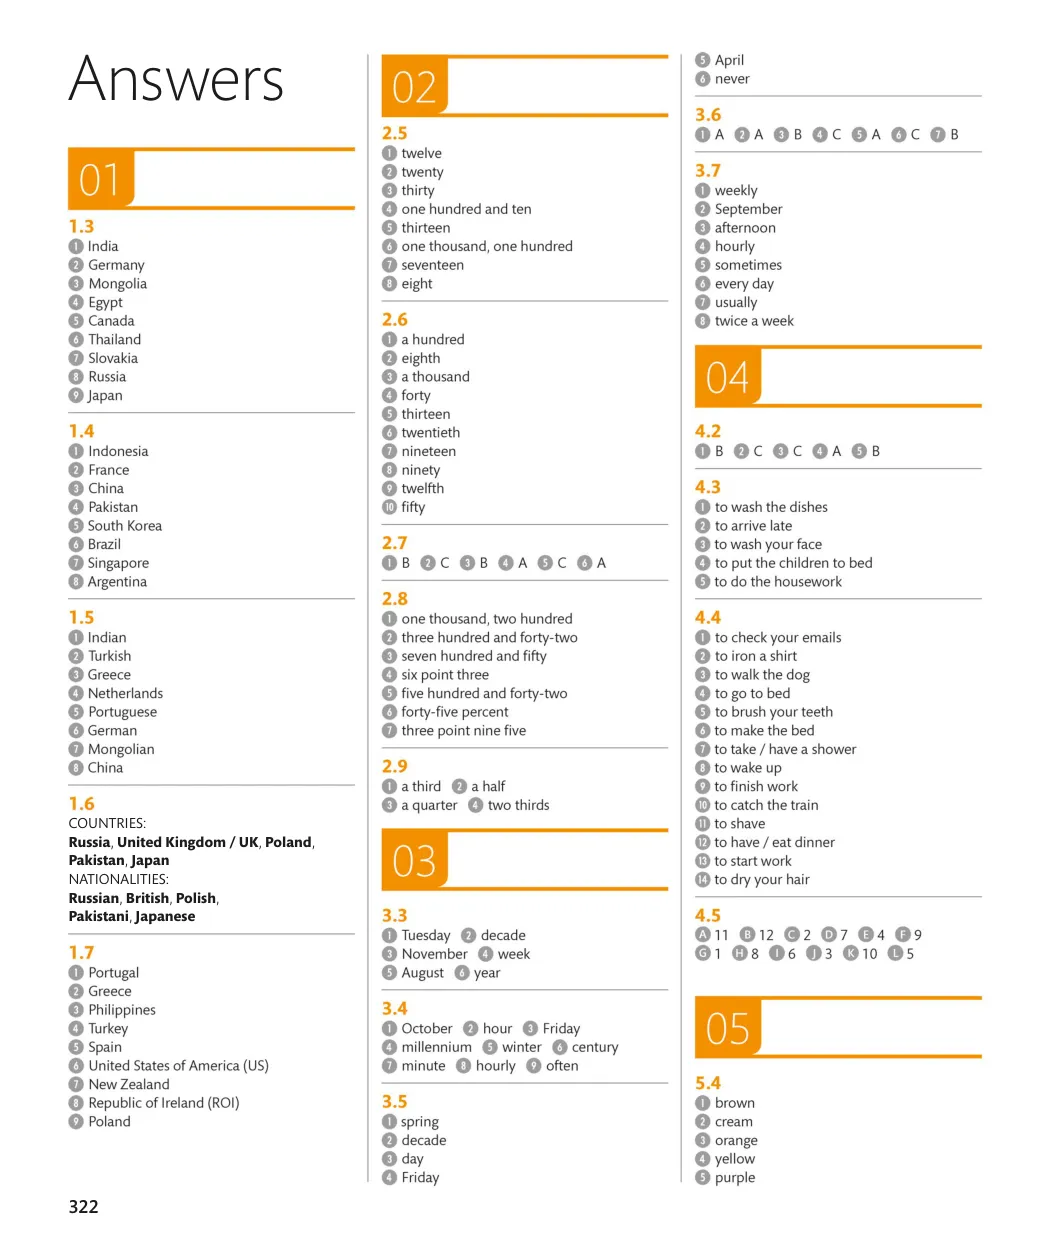 Answers
01
1.3
1 India
2 Germany
3 Mongolia
4 Egypt
5 Canada
6 Thailand
7 Slovakia
8 Russia
9 Japan
1.4
1 Indonesia
2 France
3 China
4 Pakistan
5 South Korea
6 Brazil
7 Singapore
8 Argentina
1.5
1 Indian
2 Turkish
3 Greece
4 Netherlands
5 Portuguese
6 German
7 Mongolian
8 China
1.6
COUNTRIES:
Russia, United Kingdom / UK, Poland,
Pakistan, Japan
NATIONALITIES:
Russian, British, Polish,
Pakistani, Japanese
1.7
1 Portugal
2 Greece
3 Philippines
4 Turkey
5 Spain
6 United States of America (US)
7 New Zealand
8 Republic of Ireland (ROI)
9 Poland
02
2.5
1 twelve
2 twenty
3 thirty
4 one hundred and ten
5 thirteen
6 one thousand, one hundred
7 seventeen
8 eight
2.6
1 a hundred
2 eighth
3 a thousand
4 forty
5 thirteen
6 twentieth
7 nineteen
8 ninety
9 twelfth
10 fifty
2.7
1 B 2 C 3 B 4 A 5 C 6 A
2.8
1 one thousand, two hundred
2 three hundred and forty-two
3 seven hundred and fifty
4 six point three
5 five hundred and forty-two
6 forty-five percent
7 three point nine five
2.9
1 a third 2 a half
3 a quarter 4 two thirds
03
3.3
1 Tuesday 2 decade
3 November 4 week
5 August 6 year
3.4
1 October 2 hour 3 Friday
4 millennium 5 winter 6 century
7 minute 8 hourly 9 often
3.5
1 spring
2 decade
3 day
4 Friday
5 April
6 never
3.6
1 A 2 A 3 B 4 C 5 A 6 C 7 B
3.7
1 weekly
2 September
3 afternoon
4 hourly
5 sometimes
6 every day
7 usually
8 twice a week
04
4.2
1 B 2 C 3 C 4 A 5 B
4.3
1 to wash the dishes
2 to arrive late
3 to wash your face
4 to put the children to bed
5 to do the housework
4.4
1 to check your emails
2 to iron a shirt
3 to walk the dog
4 to go to bed
5 to brush your teeth
6 to make the bed
7 to take / have a shower
8 to wake up
9 to finish work
10 to catch the train
11 to shave
12 to have / eat dinner
13 to start work
14 to dry your hair
4.5
A 11 B 12 C 2 D 7 E 4 F 9
G 1 H 8 I 6 J 3 K 10 L 5
05
5.4
1 brown
2 cream
3 orange
4 yellow
5 purple
322